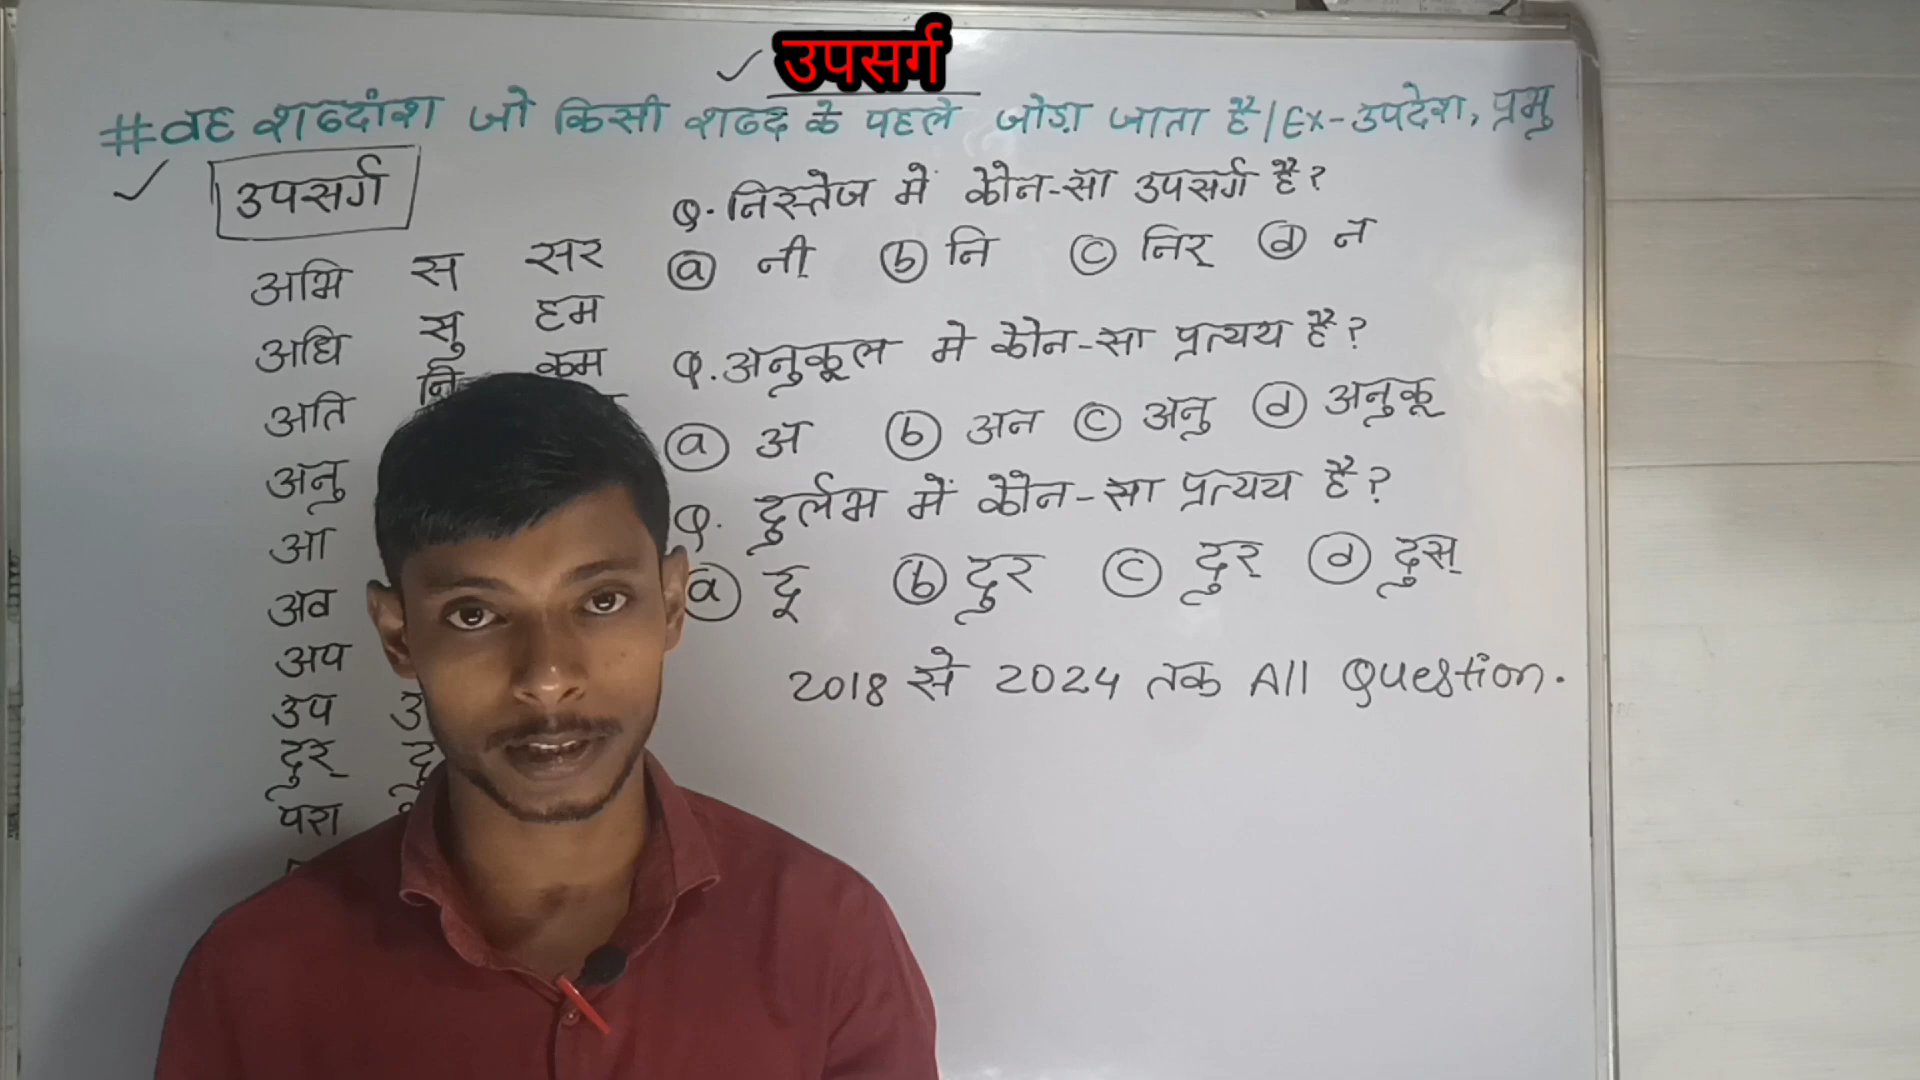 उपसर्ग
#वह शब्दांश जो किसी शब्द के पहले जोड़ा जाता है। Ex-उपदेश, प्रभु
उपसर्ग
अभि स सर
अधि सु हम
अति नि कम
अनु
आ
अव
अप
उप
दुर्
परा
Q. निस्तेज में कौन-सा उपसर्ग है?
(a) नी (b) नि (c) निर् (d) न
Q. अनुकूल मे कौन-सा प्रत्यय है?
(a) अ (b) अन (c) अनु (d) अनुकू
Q. दुर्लभ में कौन-सा प्रत्यय है?
(a) दू (b) दुर (c) दुर् (d) दुस्
2018 से 2024 तक All Question.